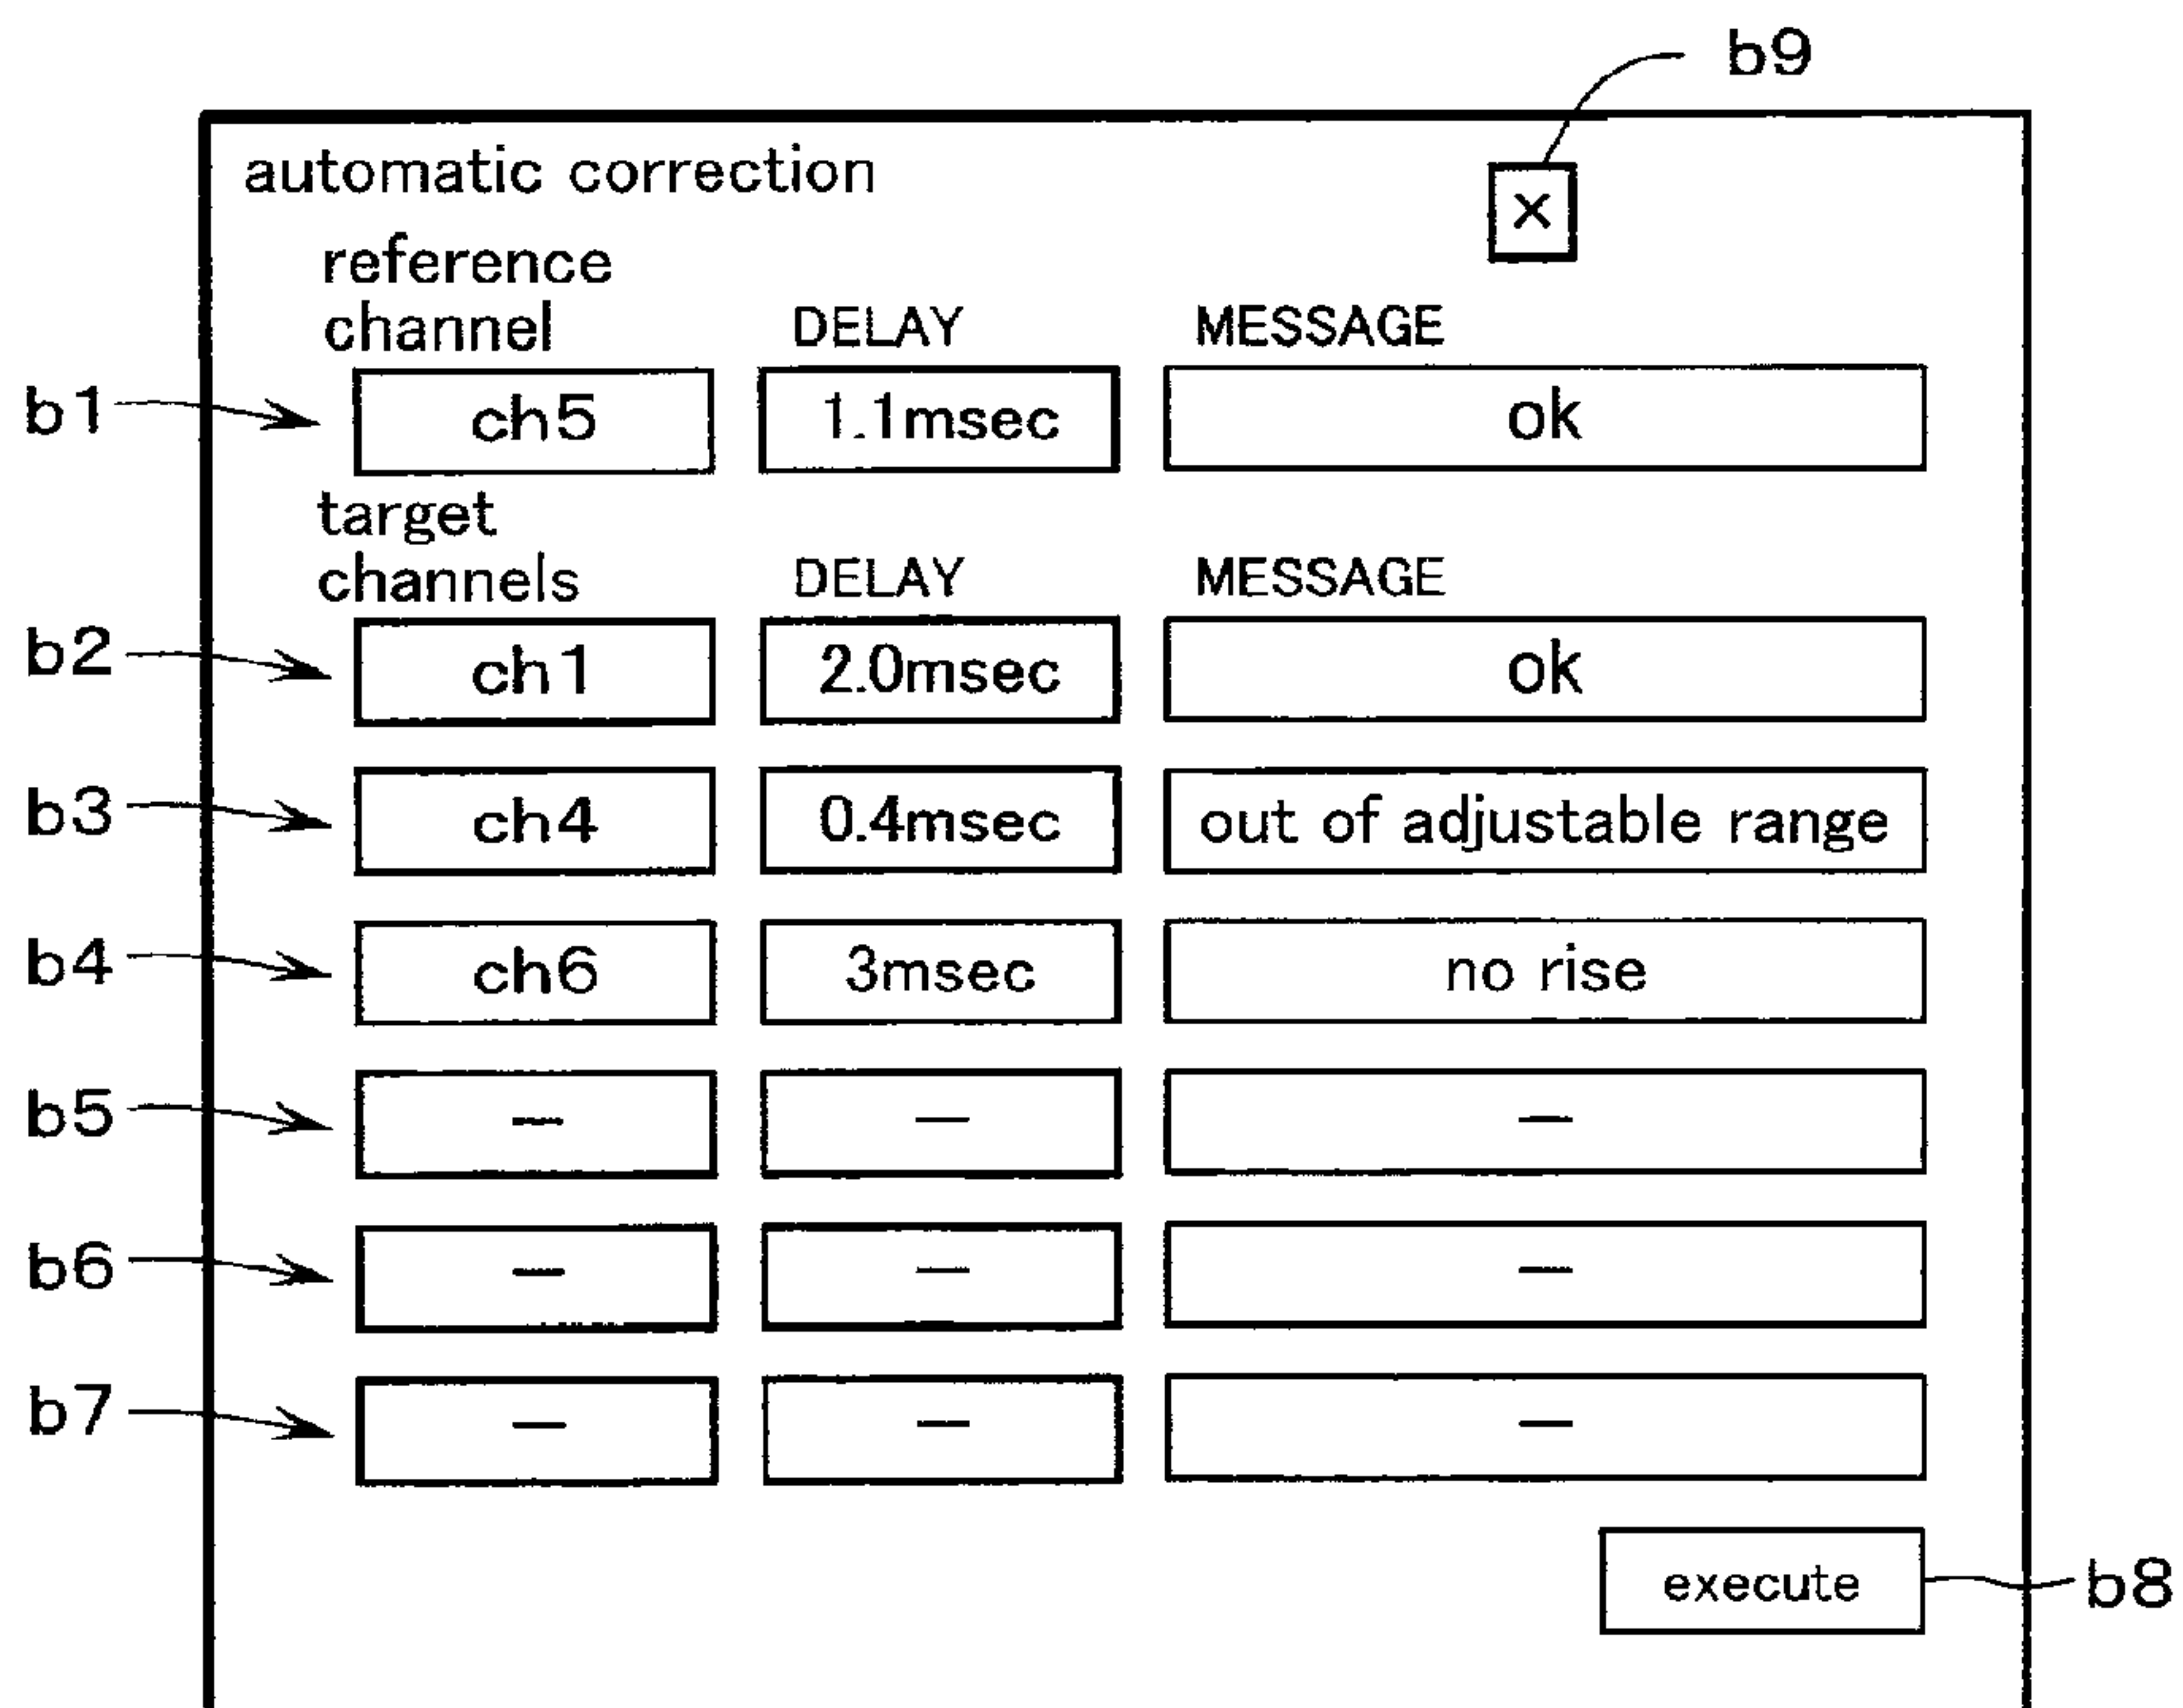 b9
automatic correction
×
reference
channel DELAY MESSAGE
b1 ch5 1.1msec ok
target
channels DELAY MESSAGE
b2 ch1 2.0msec ok
b3 ch4 0.4msec out of adjustable range
b4 ch6 3msec no rise
b5 — — —
b6 — — —
b7 — — —
execute b8